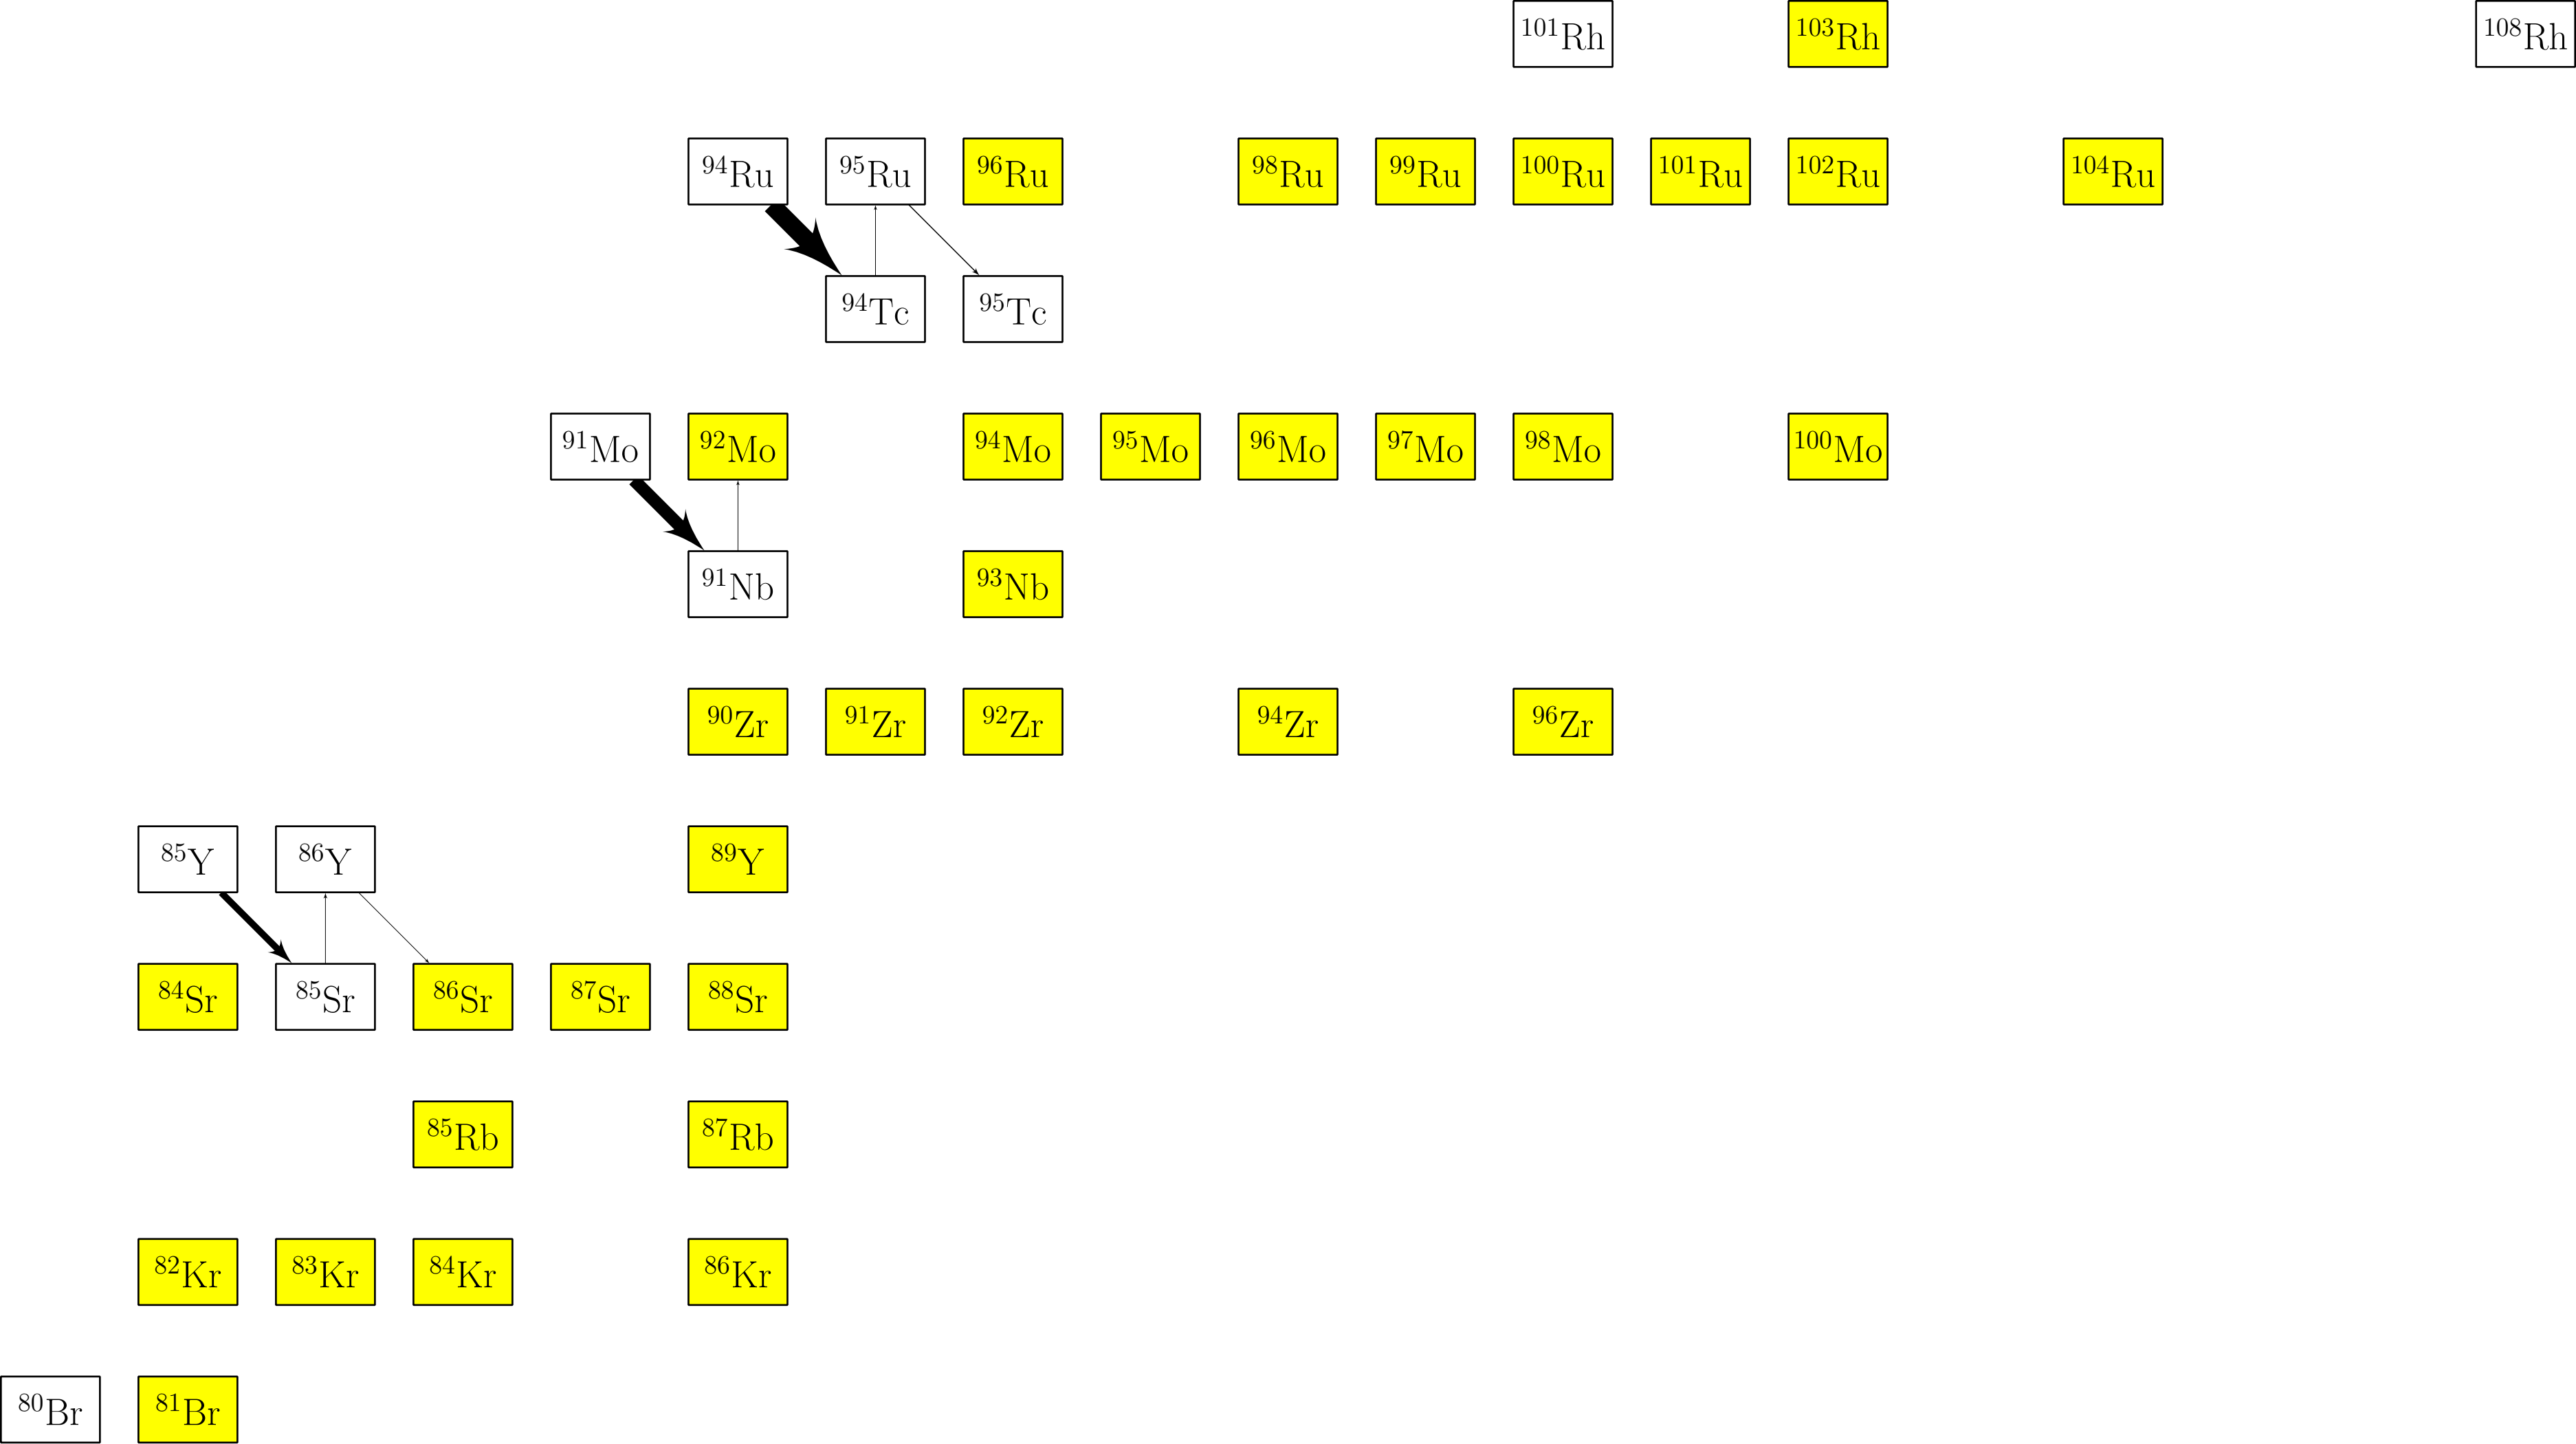 ¹⁰¹Rh ¹⁰³Rh ¹⁰⁸Rh
⁹⁴Ru ⁹⁵Ru ⁹⁶Ru ⁹⁸Ru ⁹⁹Ru ¹⁰⁰Ru ¹⁰¹Ru ¹⁰²Ru ¹⁰⁴Ru
⁹⁴Tc ⁹⁵Tc
⁹¹Mo ⁹²Mo ⁹⁴Mo ⁹⁵Mo ⁹⁶Mo ⁹⁷Mo ⁹⁸Mo ¹⁰⁰Mo
⁹¹Nb ⁹³Nb
⁹⁰Zr ⁹¹Zr ⁹²Zr ⁹⁴Zr ⁹⁶Zr
⁸⁵Y ⁸⁶Y ⁸⁹Y
⁸⁴Sr ⁸⁵Sr ⁸⁶Sr ⁸⁷Sr ⁸⁸Sr
⁸⁵Rb ⁸⁷Rb
⁸²Kr ⁸³Kr ⁸⁴Kr ⁸⁶Kr
⁸⁰Br ⁸¹Br